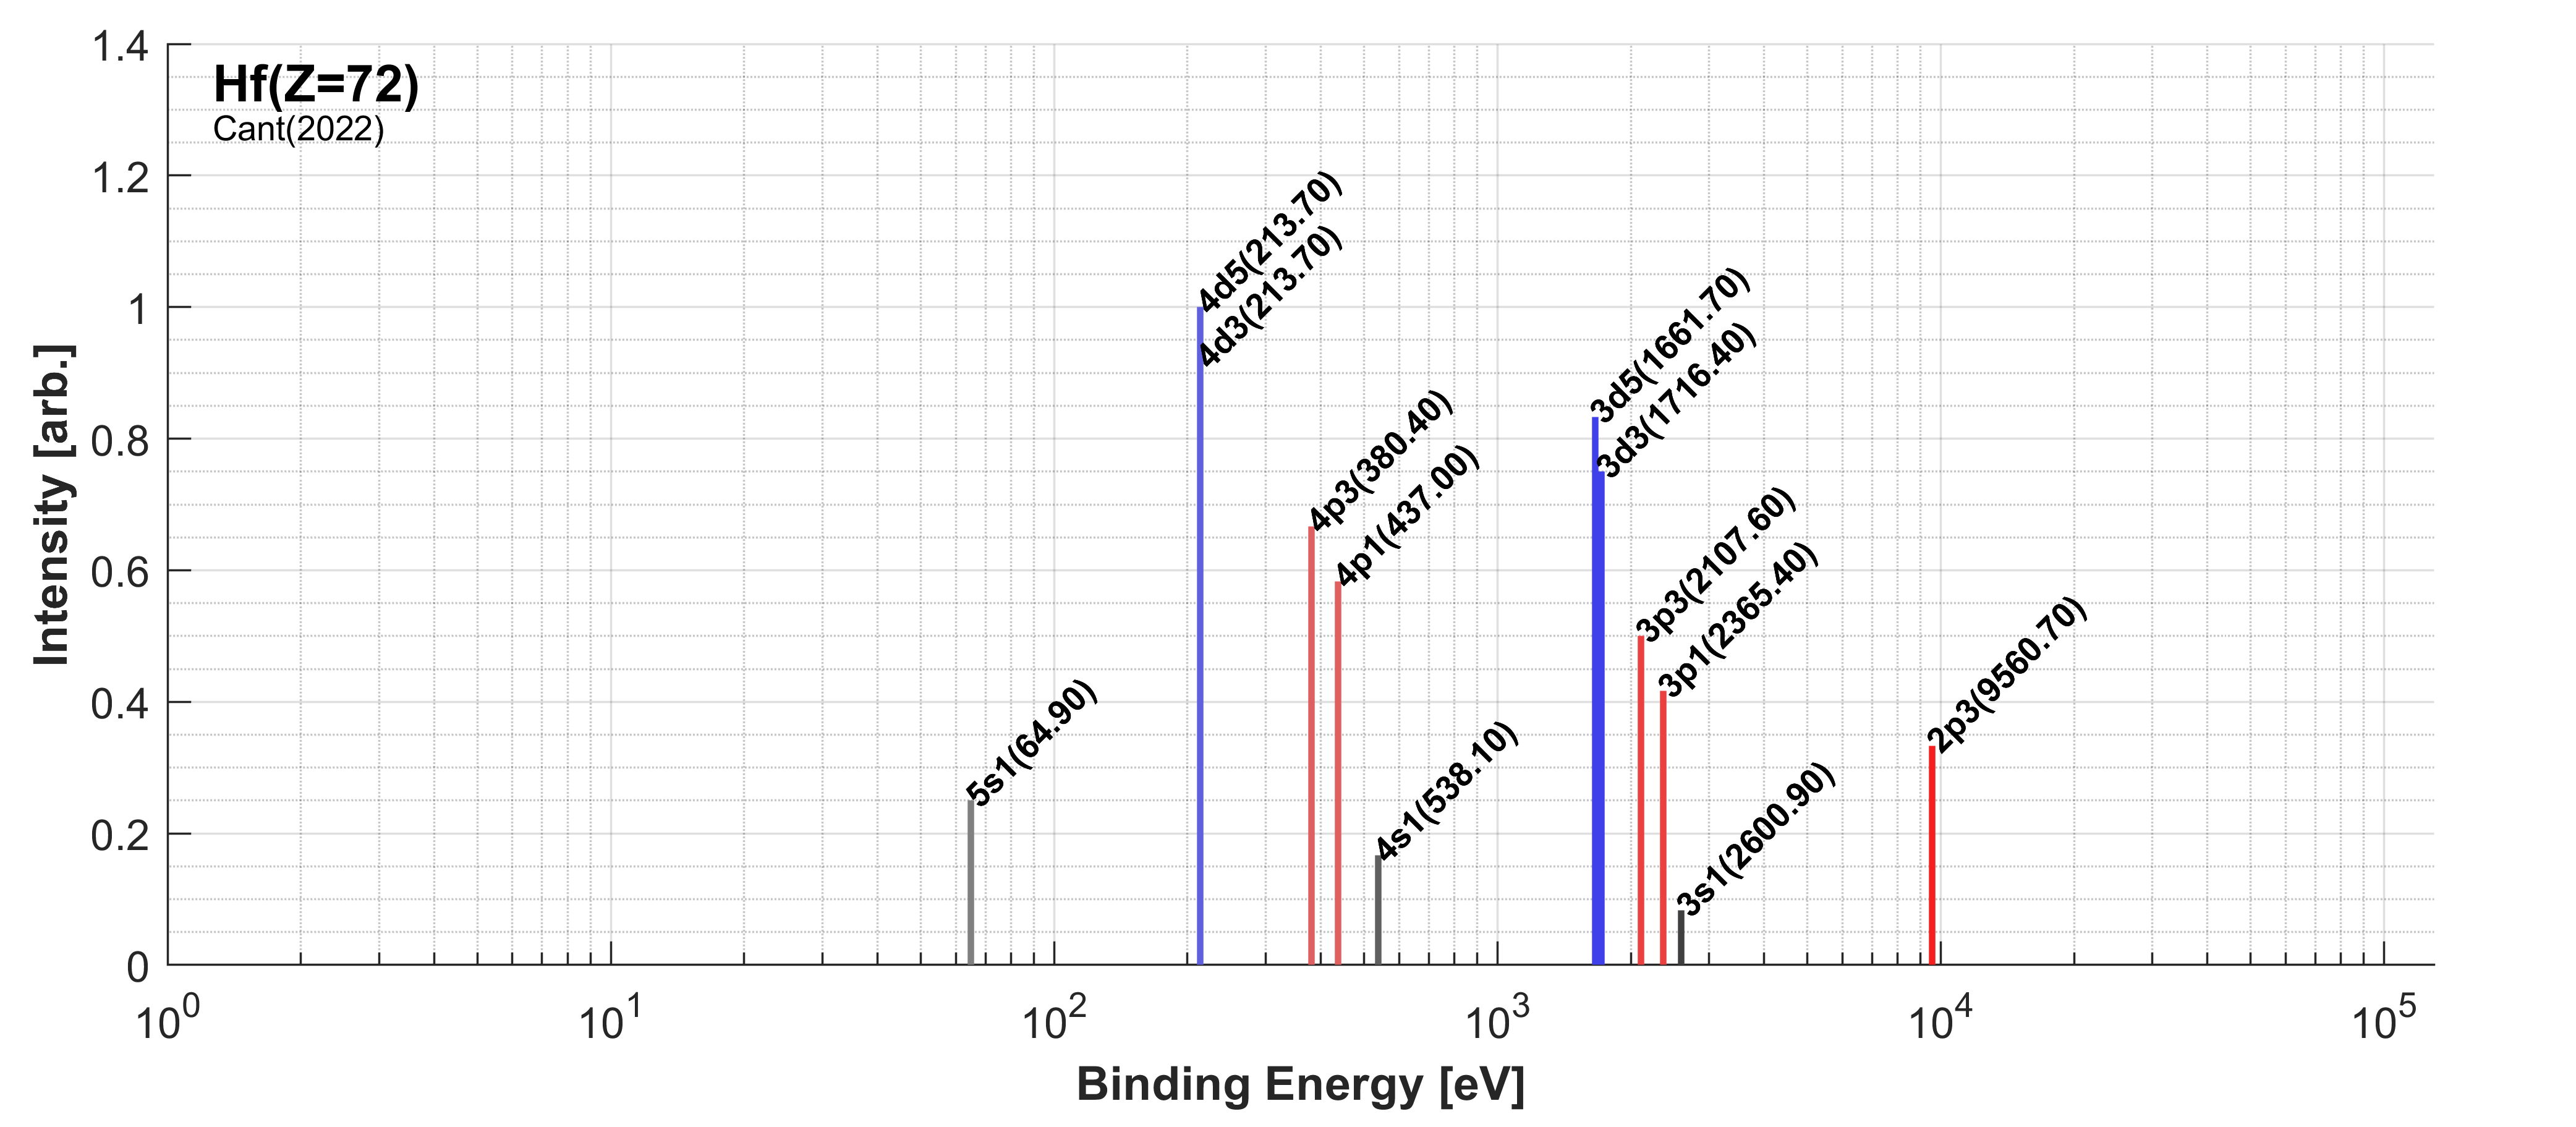 Hf(Z=72)
Cant(2022)
Intensity [arb.]
1.4
1.2
1
0.8
0.6
0.4
0.2
0
4d5(213.70)
4d3(213.70)
3d5(1661.70)
3d3(1716.40)
4p3(380.40)
4p1(437.00)
3p3(2107.60)
3p1(2365.40)
2p3(9560.70)
5s1(64.90)
4s1(538.10)
3s1(2600.90)
10^0
10^1
10^2
10^3
10^4
10^5
Binding Energy [eV]